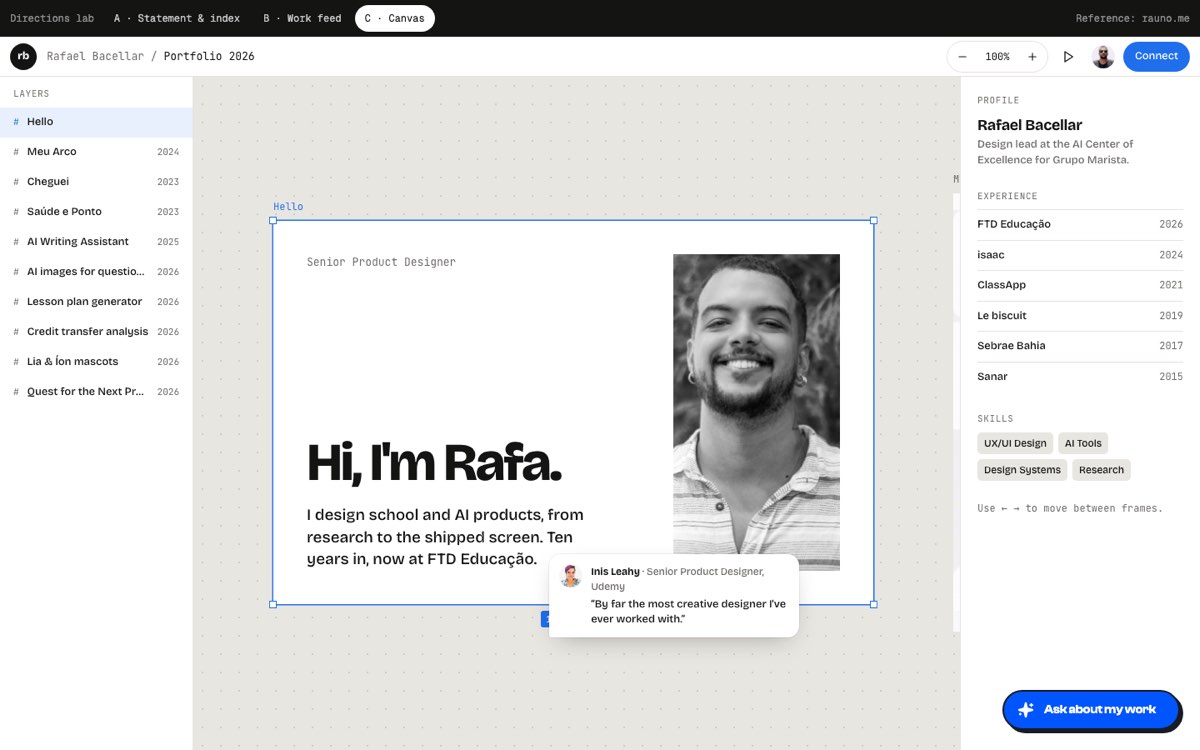 Directions lab
A · Statement & index
B · Work feed
C · Canvas
Reference: rauno.me
rb
Rafael Bacellar / Portfolio 2026
− 100% +
Connect
LAYERS
# Hello
# Meu Arco 2024
# Cheguei 2023
# Saúde e Ponto 2023
# AI Writing Assistant 2025
# AI images for questio... 2026
# Lesson plan generator 2026
# Credit transfer analysis 2026
# Lia & Íon mascots 2026
# Quest for the Next Pr... 2026
Hello
Senior Product Designer
Hi, I'm Rafa.
I design school and AI products, from
research to the shipped screen. Ten
years in, now at FTD Educação.
Inis Leahy · Senior Product Designer,
Udemy
“By far the most creative designer I've
ever worked with.”
M
PROFILE
Rafael Bacellar
Design lead at the AI Center of
Excellence for Grupo Marista.
EXPERIENCE
FTD Educação 2026
isaac 2024
ClassApp 2021
Le biscuit 2019
Sebrae Bahia 2017
Sanar 2015
SKILLS
UX/UI Design
AI Tools
Design Systems
Research
Use ← → to move between frames.
Ask about my work